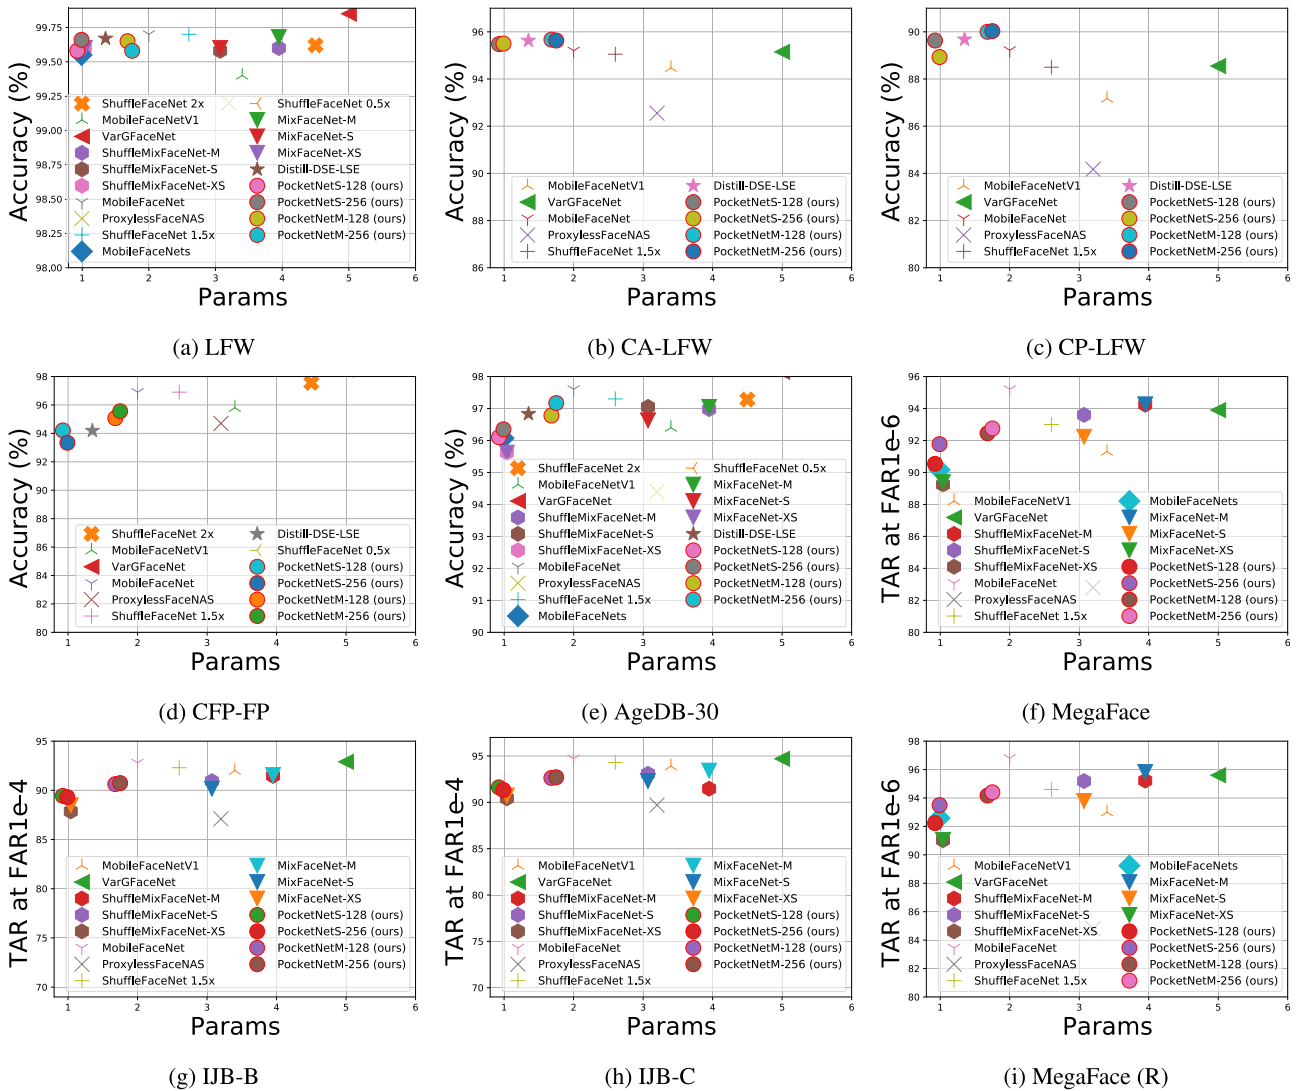 Accuracy (%)
99.75
99.50
99.25
99.00
98.75
98.50
98.25
98.00
ShuffleFaceNet 2x
MobileFaceNetV1
VarGFaceNet
ShuffleMixFaceNet-M
ShuffleMixFaceNet-S
ShuffleMixFaceNet-XS
MobileFaceNet
ProxylessFaceNAS
ShuffleFaceNet 1.5x
MobileFaceNets
ShuffleFaceNet 0.5x
MixFaceNet-M
MixFaceNet-S
MixFaceNet-XS
Distill-DSE-LSE
PocketNetS-128 (ours)
PocketNetS-256 (ours)
PocketNetM-128 (ours)
PocketNetM-256 (ours)
1 2 3 4 5 6
Params
(a) LFW
Accuracy (%)
96
94
92
90
88
86
MobileFaceNetV1
VarGFaceNet
MobileFaceNet
ProxylessFaceNAS
ShuffleFaceNet 1.5x
Distill-DSE-LSE
PocketNetS-128 (ours)
PocketNetS-256 (ours)
PocketNetM-128 (ours)
PocketNetM-256 (ours)
1 2 3 4 5 6
Params
(b) CA-LFW
Accuracy (%)
90
88
86
84
82
80
MobileFaceNetV1
VarGFaceNet
MobileFaceNet
ProxylessFaceNAS
ShuffleFaceNet 1.5x
Distill-DSE-LSE
PocketNetS-128 (ours)
PocketNetS-256 (ours)
PocketNetM-128 (ours)
PocketNetM-256 (ours)
1 2 3 4 5 6
Params
(c) CP-LFW
Accuracy (%)
98
96
94
92
90
88
86
84
82
80
ShuffleFaceNet 2x
MobileFaceNetV1
VarGFaceNet
MobileFaceNet
ProxylessFaceNAS
ShuffleFaceNet 1.5x
Distill-DSE-LSE
ShuffleFaceNet 0.5x
PocketNetS-128 (ours)
PocketNetS-256 (ours)
PocketNetM-128 (ours)
PocketNetM-256 (ours)
1 2 3 4 5 6
Params
(d) CFP-FP
Accuracy (%)
98
97
96
95
94
93
92
91
90
ShuffleFaceNet 2x
MobileFaceNetV1
VarGFaceNet
ShuffleMixFaceNet-M
ShuffleMixFaceNet-S
ShuffleMixFaceNet-XS
MobileFaceNet
ProxylessFaceNAS
ShuffleFaceNet 1.5x
MobileFaceNets
ShuffleFaceNet 0.5x
MixFaceNet-M
MixFaceNet-S
MixFaceNet-XS
Distill-DSE-LSE
PocketNetS-128 (ours)
PocketNetS-256 (ours)
PocketNetM-128 (ours)
PocketNetM-256 (ours)
1 2 3 4 5 6
Params
(e) AgeDB-30
TAR at FAR1e-6
96
94
92
90
88
86
84
82
80
MobileFaceNetV1
VarGFaceNet
ShuffleMixFaceNet-M
ShuffleMixFaceNet-S
ShuffleMixFaceNet-XS
MobileFaceNet
ProxylessFaceNAS
ShuffleFaceNet 1.5x
MobileFaceNets
MixFaceNet-M
MixFaceNet-S
MixFaceNet-XS
PocketNetS-128 (ours)
PocketNetS-256 (ours)
PocketNetM-128 (ours)
PocketNetM-256 (ours)
1 2 3 4 5 6
Params
(f) MegaFace
TAR at FAR1e-4
95
90
85
80
75
70
MobileFaceNetV1
VarGFaceNet
ShuffleMixFaceNet-M
ShuffleMixFaceNet-S
ShuffleMixFaceNet-XS
MobileFaceNet
ProxylessFaceNAS
ShuffleFaceNet 1.5x
MixFaceNet-M
MixFaceNet-S
MixFaceNet-XS
PocketNetS-128 (ours)
PocketNetS-256 (ours)
PocketNetM-128 (ours)
PocketNetM-256 (ours)
1 2 3 4 5 6
Params
(g) IJB-B
TAR at FAR1e-4
95
90
85
80
75
70
MobileFaceNetV1
VarGFaceNet
ShuffleMixFaceNet-M
ShuffleMixFaceNet-S
ShuffleMixFaceNet-XS
MobileFaceNet
ProxylessFaceNAS
ShuffleFaceNet 1.5x
MixFaceNet-M
MixFaceNet-S
MixFaceNet-XS
PocketNetS-128 (ours)
PocketNetS-256 (ours)
PocketNetM-128 (ours)
PocketNetM-256 (ours)
1 2 3 4 5 6
Params
(h) IJB-C
TAR at FAR1e-6
98
96
94
92
90
88
86
84
82
80
MobileFaceNetV1
VarGFaceNet
ShuffleMixFaceNet-M
ShuffleMixFaceNet-S
ShuffleMixFaceNet-XS
MobileFaceNet
ProxylessFaceNAS
ShuffleFaceNet 1.5x
MobileFaceNets
MixFaceNet-M
MixFaceNet-S
MixFaceNet-XS
PocketNetS-128 (ours)
PocketNetS-256 (ours)
PocketNetM-128 (ours)
PocketNetM-256 (ours)
1 2 3 4 5 6
Params
(i) MegaFace (R)